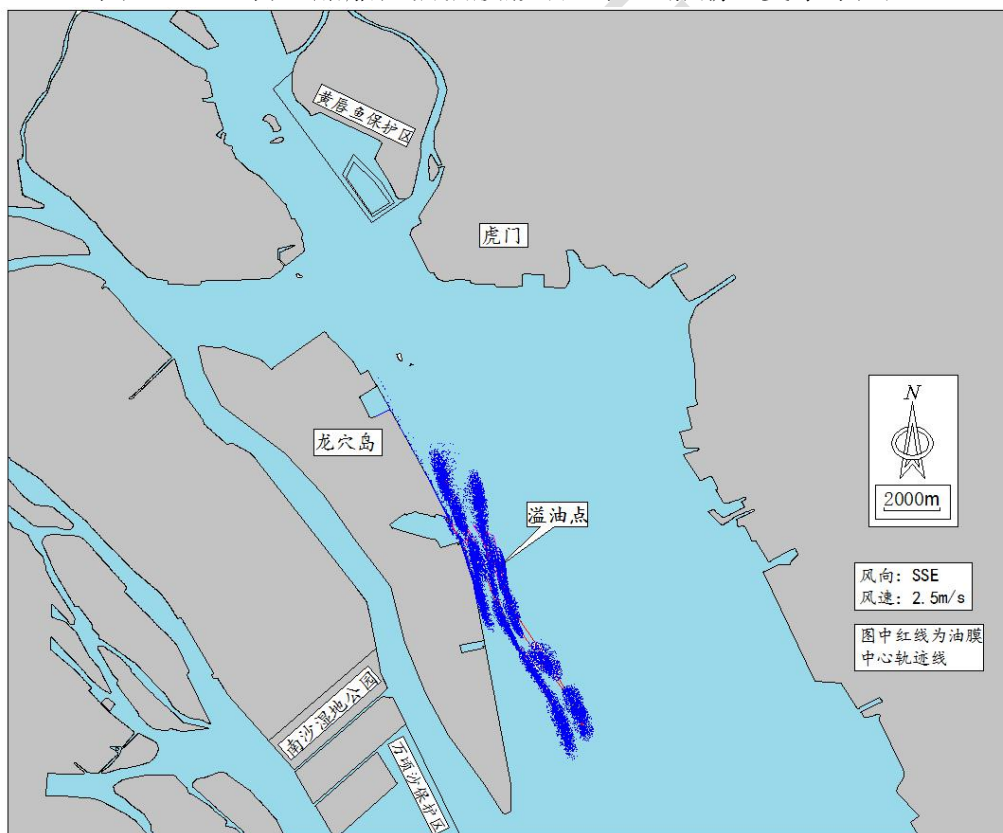 黄唇鱼保护区
虎门
龙穴岛
溢油点
N
2000m
风向: SSE
风速: 2.5m/s
图中红线为油膜
中心轨迹线
南沙湿地公园
万顷沙保护区